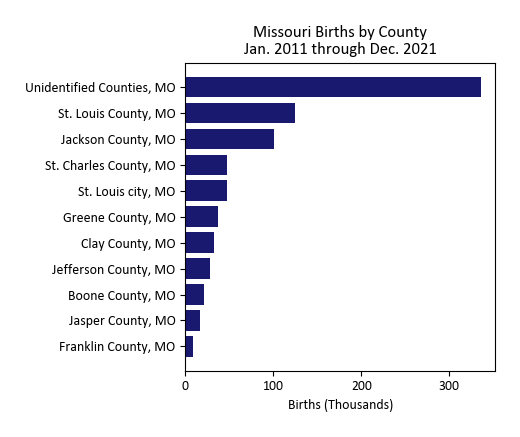 Missouri Births by County
Jan. 2011 through Dec. 2021
Unidentified Counties, MO
St. Louis County, MO
Jackson County, MO
St. Charles County, MO
St. Louis city, MO
Greene County, MO
Clay County, MO
Jefferson County, MO
Boone County, MO
Jasper County, MO
Franklin County, MO
0 100 200 300
Births (Thousands)